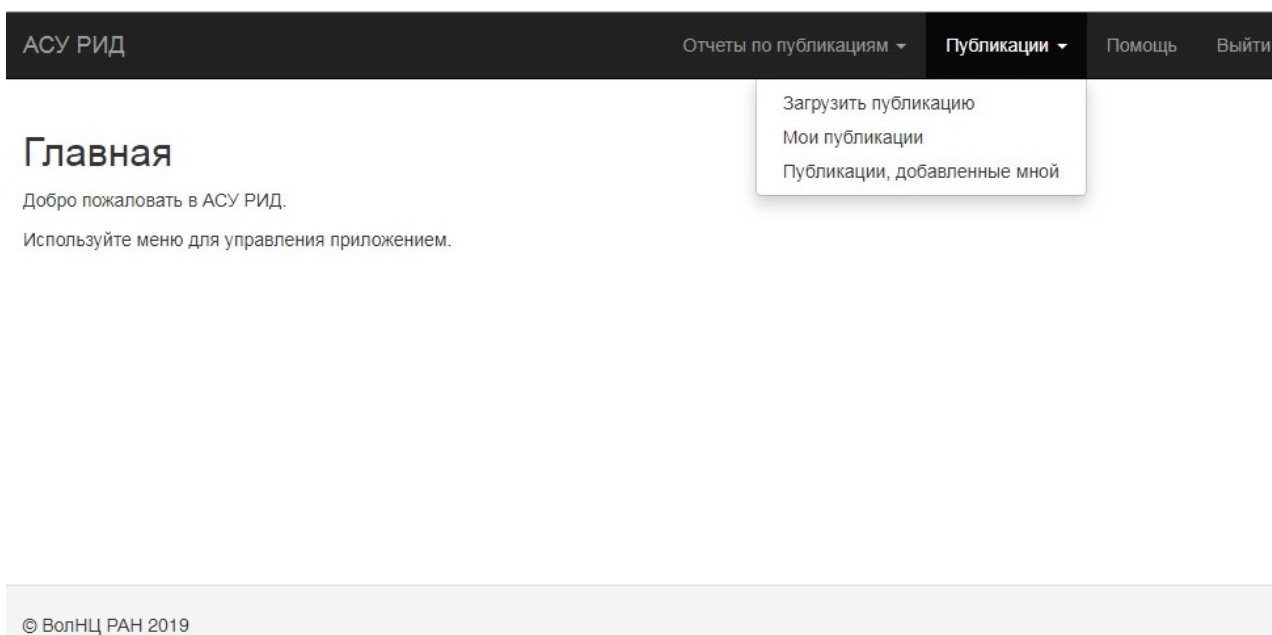 АСУ РИД
Отчеты по публикациям
Публикации
Помощь
Выйти
Загрузить публикацию
Мои публикации
Публикации, добавленные мной
Главная
Добро пожаловать в АСУ РИД.
Используйте меню для управления приложением.
© ВолНЦ РАН 2019